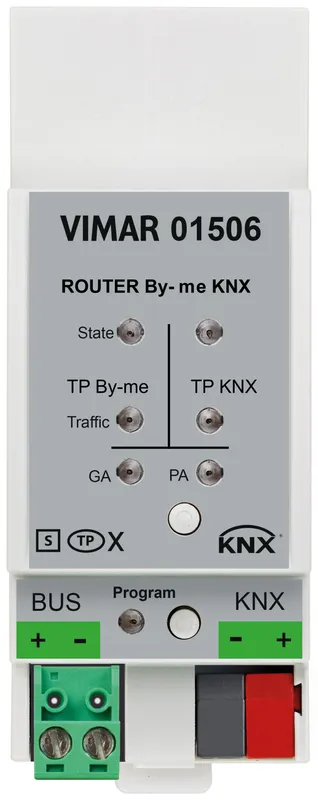 VIMAR 01506
ROUTER By- me KNX
State
TP By-me TP KNX
Traffic
GA PA
S TP X KNX
Program
BUS KNX
+ - - +